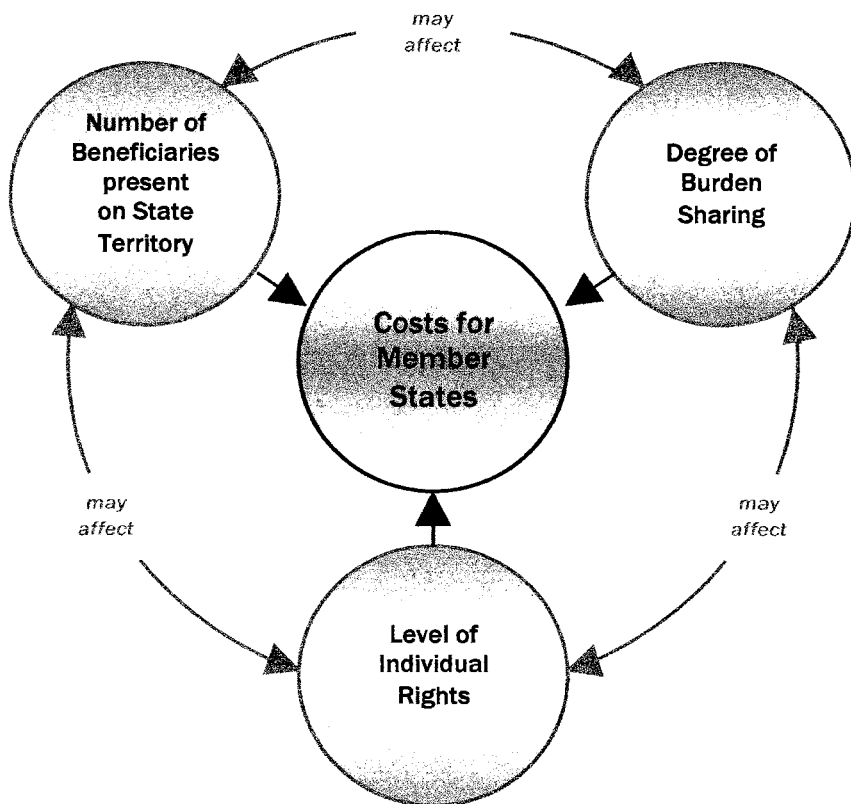 may
affect
Number of
Beneficiaries
present
on State
Territory
Degree of
Burden
Sharing
Costs for
Member
States
may
affect
may
affect
Level of
Individual
Rights